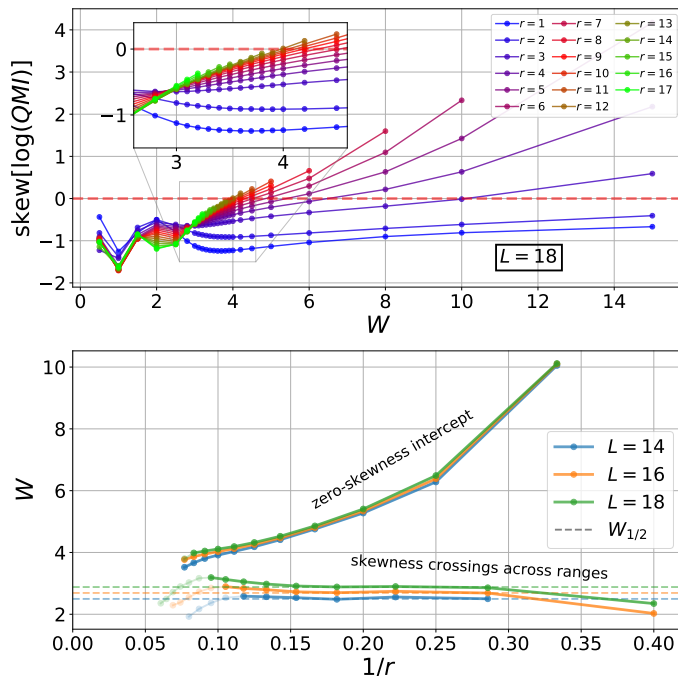 skew[log(QMI)]
4
3
2
1
0
−1
−2
0
−1
3
4
r = 1
r = 2
r = 3
r = 4
r = 5
r = 6
r = 7
r = 8
r = 9
r = 10
r = 11
r = 12
r = 13
r = 14
r = 15
r = 16
r = 17
L = 18
0 2 4 6 8 10 12 14
W
W
10
8
6
4
2
zero-skewness intercept
skewness crossings across ranges
L = 14
L = 16
L = 18
W1/2
0.00 0.05 0.10 0.15 0.20 0.25 0.30 0.35 0.40
1/r